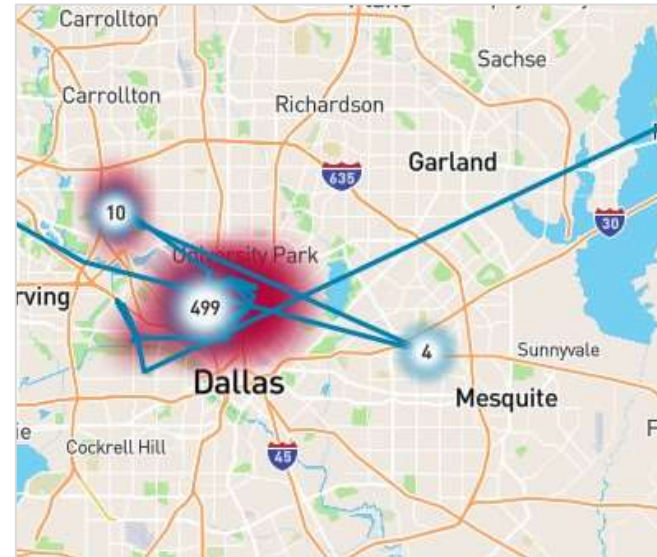 Carrollton
Sachse
Carrollton
Richardson
Garland
635
10
30
University Park
rving
499
4
Sunnyvale
Dallas
Mesquite
Cockrell Hill
45